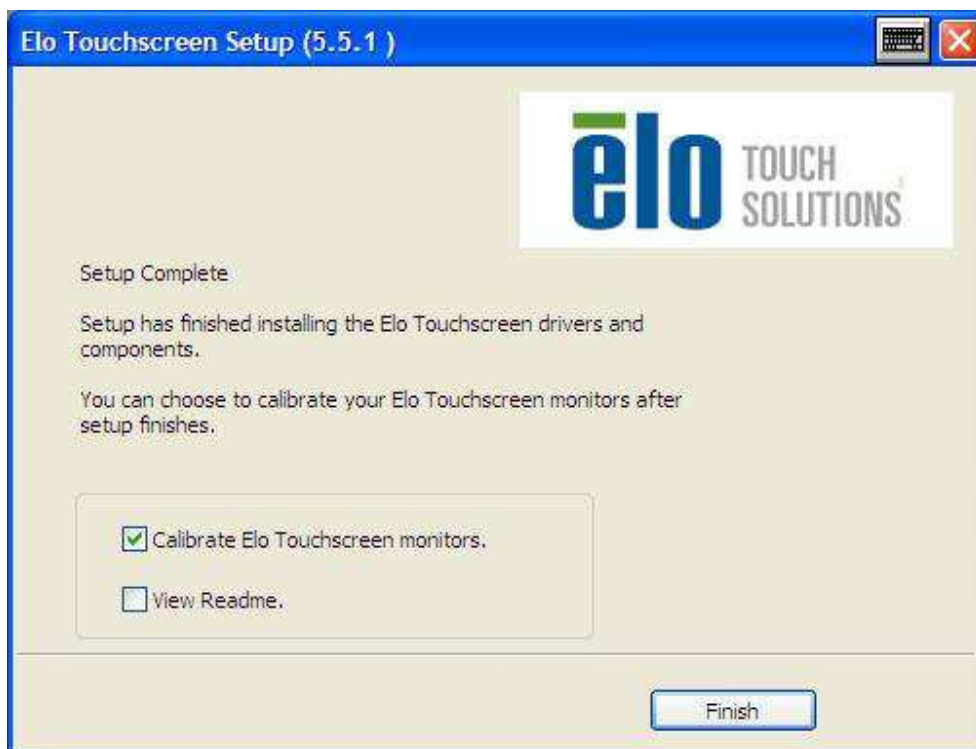 Elo Touchscreen Setup (5.5.1 )
elo TOUCH
SOLUTIONS
Setup Complete
Setup has finished installing the Elo Touchscreen drivers and
components.
You can choose to calibrate your Elo Touchscreen monitors after
setup finishes.
Calibrate Elo Touchscreen monitors.
View Readme.
Finish